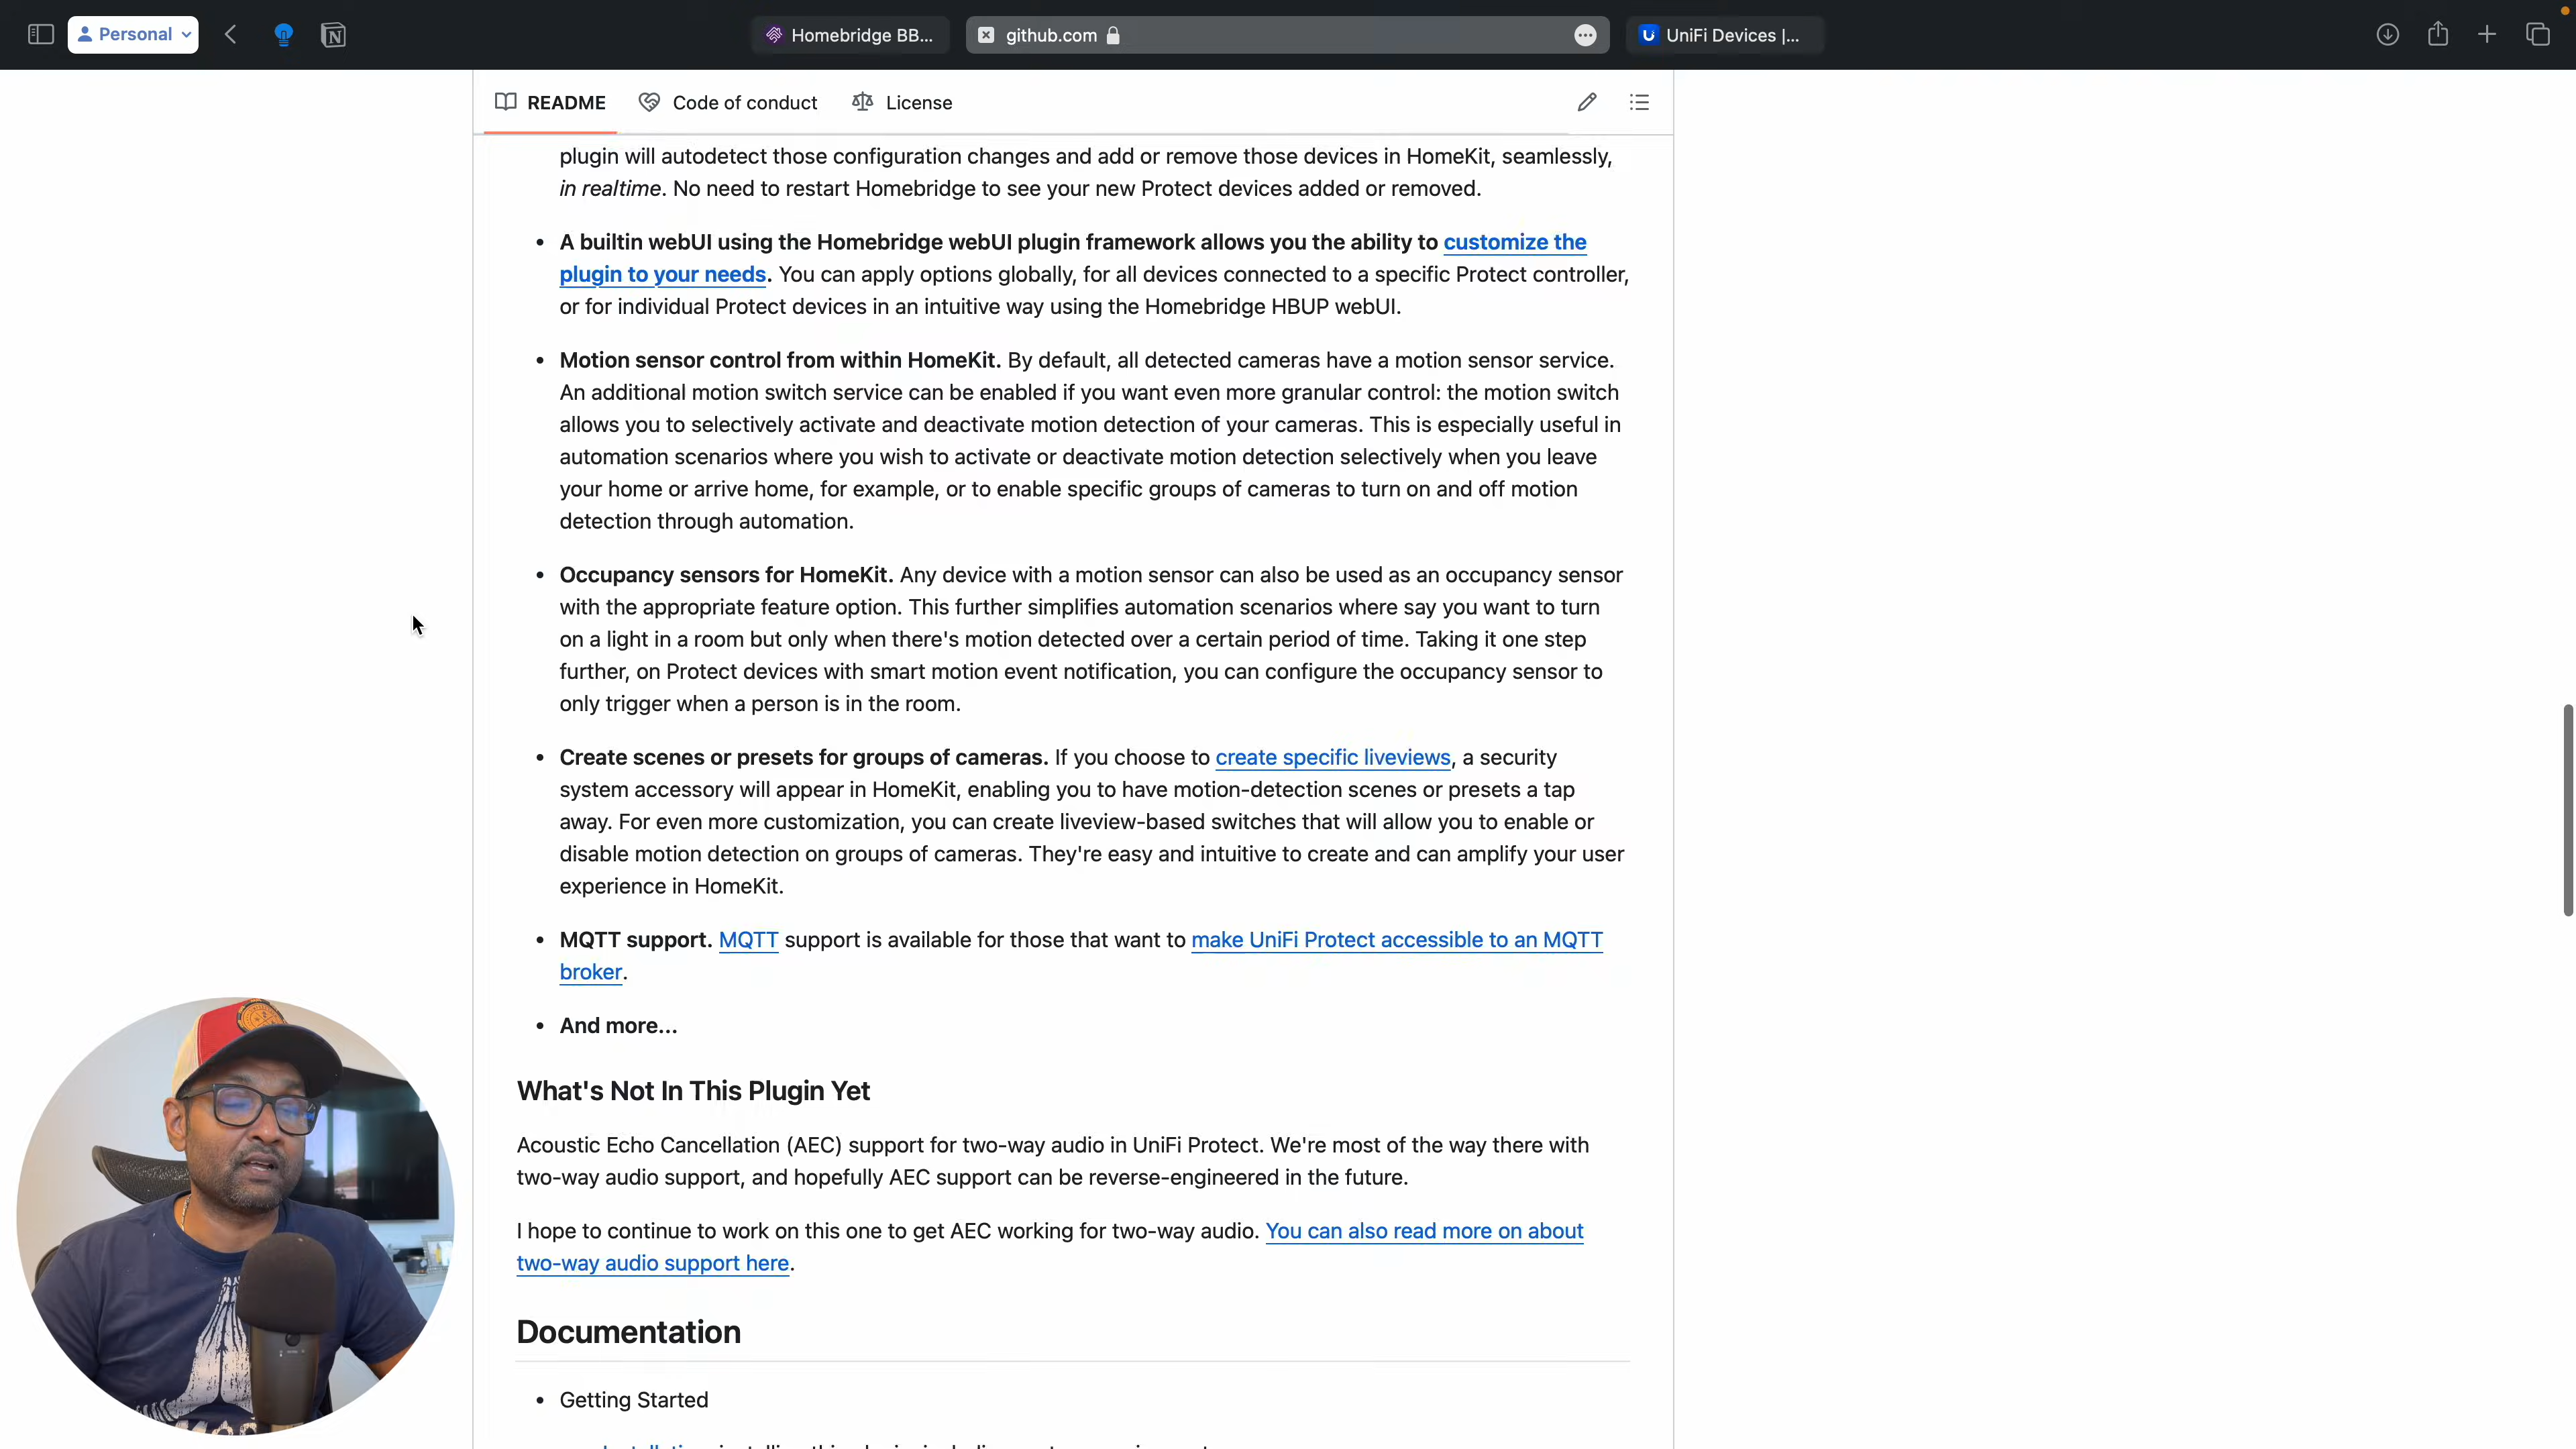 Personal
Homebridge BB...
github.com
UniFi Devices |...
README
Code of conduct
License
plugin will autodetect those configuration changes and add or remove those devices in HomeKit, seamlessly,
in realtime. No need to restart Homebridge to see your new Protect devices added or removed.
• A builtin webUI using the Homebridge webUI plugin framework allows you the ability to customize the
plugin to your needs. You can apply options globally, for all devices connected to a specific Protect controller,
or for individual Protect devices in an intuitive way using the Homebridge HBUP webUI.
• Motion sensor control from within HomeKit. By default, all detected cameras have a motion sensor service.
An additional motion switch service can be enabled if you want even more granular control: the motion switch
allows you to selectively activate and deactivate motion detection of your cameras. This is especially useful in
automation scenarios where you wish to activate or deactivate motion detection selectively when you leave
your home or arrive home, for example, or to enable specific groups of cameras to turn on and off motion
detection through automation.
• Occupancy sensors for HomeKit. Any device with a motion sensor can also be used as an occupancy sensor
with the appropriate feature option. This further simplifies automation scenarios where say you want to turn
on a light in a room but only when there's motion detected over a certain period of time. Taking it one step
further, on Protect devices with smart motion event notification, you can configure the occupancy sensor to
only trigger when a person is in the room.
• Create scenes or presets for groups of cameras. If you choose to create specific liveviews, a security
system accessory will appear in HomeKit, enabling you to have motion-detection scenes or presets a tap
away. For even more customization, you can create liveview-based switches that will allow you to enable or
disable motion detection on groups of cameras. They're easy and intuitive to create and can amplify your user
experience in HomeKit.
• MQTT support. MQTT support is available for those that want to make UniFi Protect accessible to an MQTT
broker.
• And more...
What's Not In This Plugin Yet
Acoustic Echo Cancellation (AEC) support for two-way audio in UniFi Protect. We're most of the way there with
two-way audio support, and hopefully AEC support can be reverse-engineered in the future.
I hope to continue to work on this one to get AEC working for two-way audio. You can also read more on about
two-way audio support here.
Documentation
• Getting Started